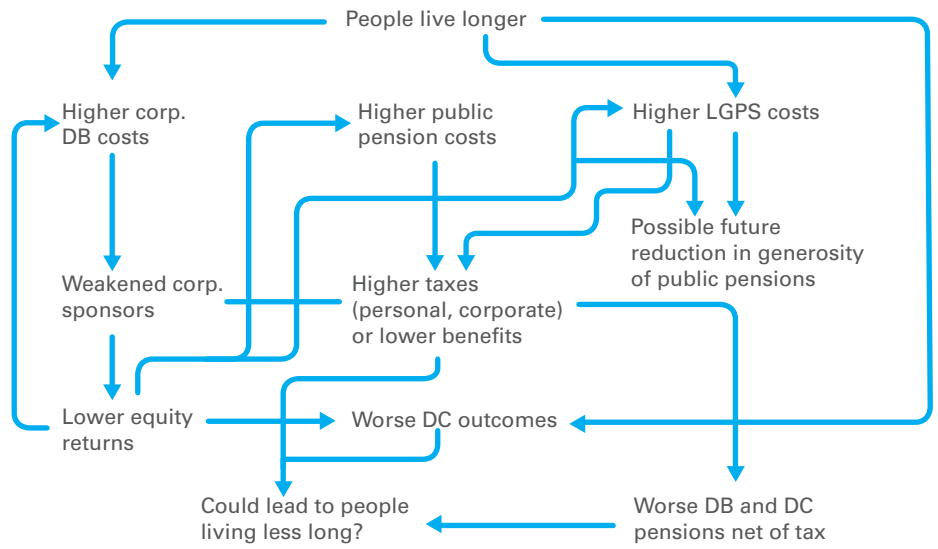 People live longer
Higher corp.
DB costs
Higher public
pension costs
Higher LGPS costs
Possible future
reduction in generosity
of public pensions
Weakened corp.
sponsors
Higher taxes
(personal, corporate)
or lower benefits
Lower equity
returns
Worse DC outcomes
Could lead to people
living less long?
Worse DB and DC
pensions net of tax